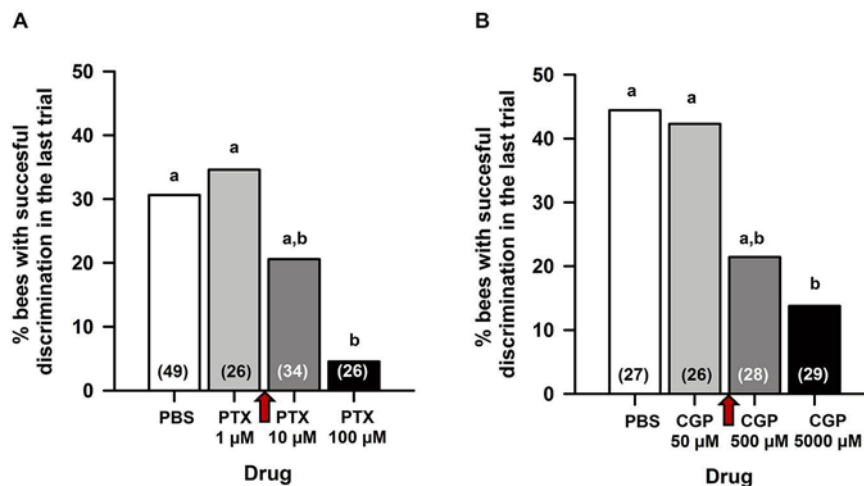 A
% bees with succesful
discrimination in the last trial
50
40
30
20
10
0
a
a
a,b
b
(49)
(26)
(34)
(26)
PBS
PTX
1 µM
PTX
10 µM
PTX
100 µM
Drug
B
% bees with succesful
discrimination in the last trial
50
40
30
20
10
0
a
a
a,b
b
(27)
(26)
(28)
(29)
PBS
CGP
50 µM
CGP
500 µM
CGP
5000 µM
Drug